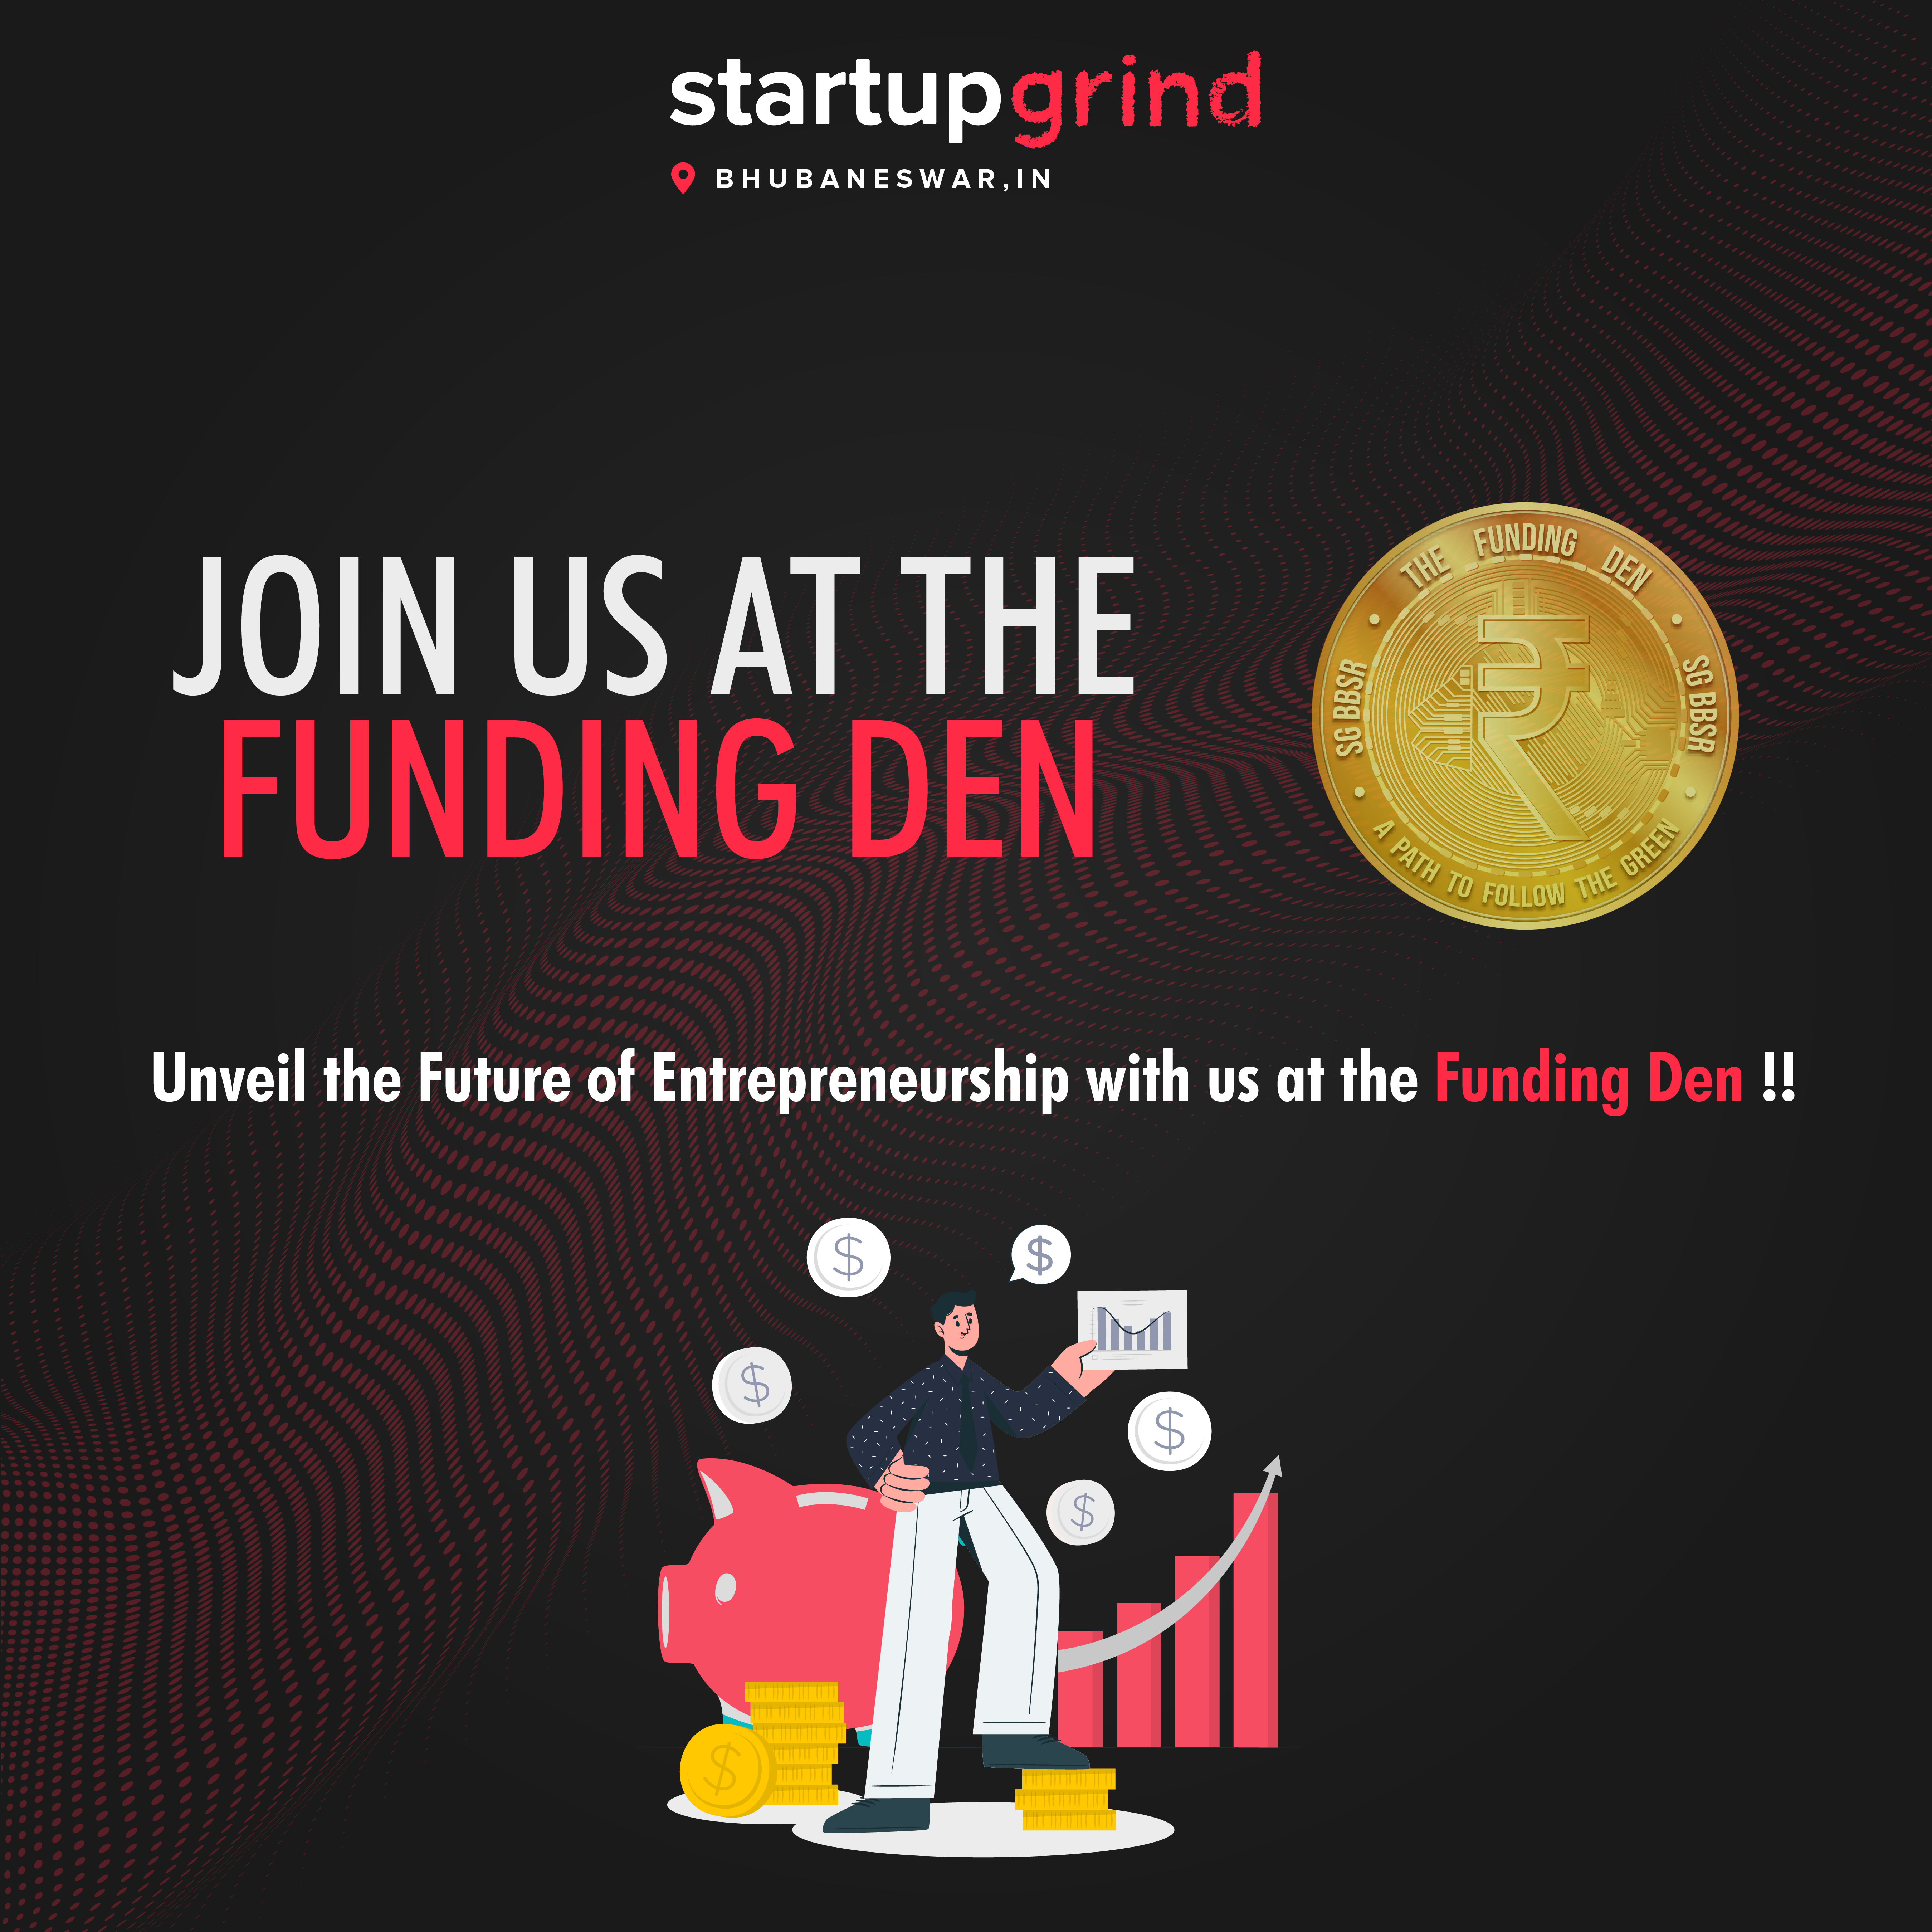 startupgrind
BHUBANESWAR,IN
JOIN US AT THE
FUNDING DEN
THE FUNDING DEN
SG BBSR
SG BBSR
A PATH TO FOLLOW THE GREEN
₹
Unveil the Future of Entrepreneurship with us at the Funding Den !!
$
$
$
$
$
$